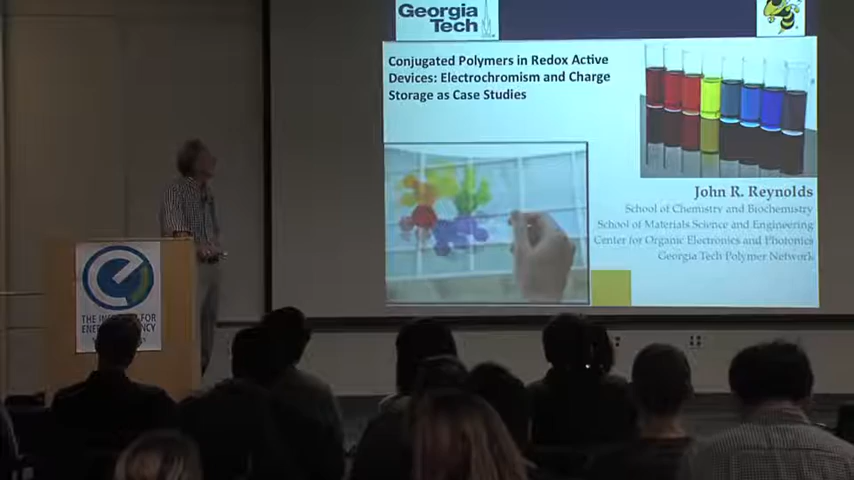 Georgia
Tech
Conjugated Polymers in Redox Active
Devices: Electrochromism and Charge
Storage as Case Studies
John R. Reynolds
School of Chemistry and Biochemistry
School of Materials Science and Engineering
Center for Organic Electronics and Photonics
Georgia Tech Polymer Network
e
THE INSTITUTE FOR